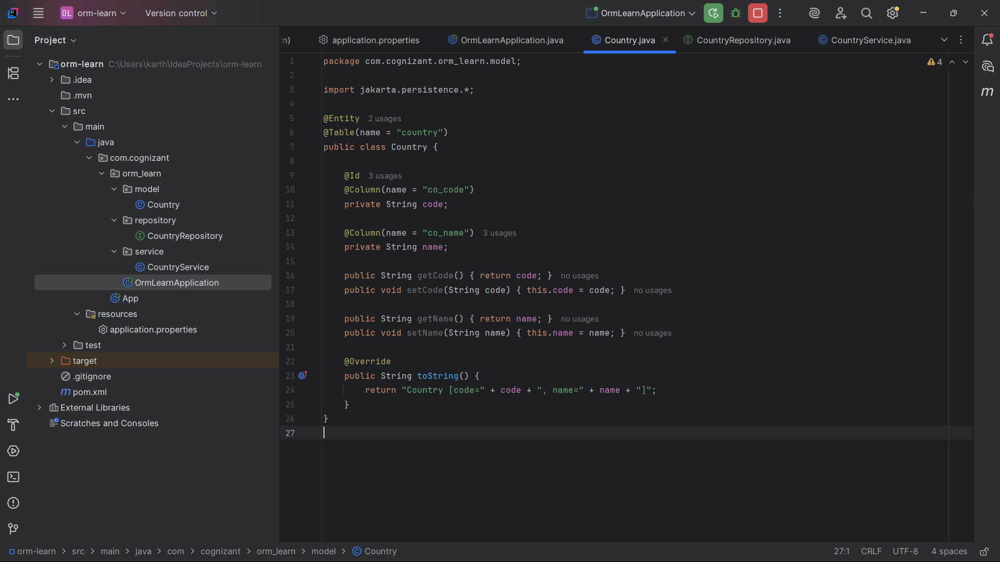 OL orm-learn Version control OrmLearnApplication
Project
n) application.properties OrmLearnApplication.java Country.java CountryRepository.java CountryService.java
orm-learn C:\Users\karth\IdeaProjects\orm-learn
.idea
.mvn
src
main
java
com.cognizant
orm_learn
model
Country
repository
CountryRepository
service
CountryService
OrmLearnApplication
App
resources
application.properties
test
target
.gitignore
m pom.xml
External Libraries
Scratches and Consoles
4
m
1 package com.cognizant.orm_learn.model;
2
3 import jakarta.persistence.*;
4
5 @Entity 2 usages
6 @Table(name = "country")
7 public class Country {
8
9 @Id 3 usages
10 @Column(name = "co_code")
11 private String code;
12
13 @Column(name = "co_name") 3 usages
14 private String name;
15
16 public String getCode() { return code; } no usages
17 public void setCode(String code) { this.code = code; } no usages
18
19 public String getName() { return name; } no usages
20 public void setName(String name) { this.name = name; } no usages
21
22 @Override
23 public String toString() {
24 return "Country [code=" + code + ", name=" + name + "]";
25 }
26 }
27
orm-learn > src > main > java > com > cognizant > orm_learn > model > Country 27:1 CRLF UTF-8 4 spaces